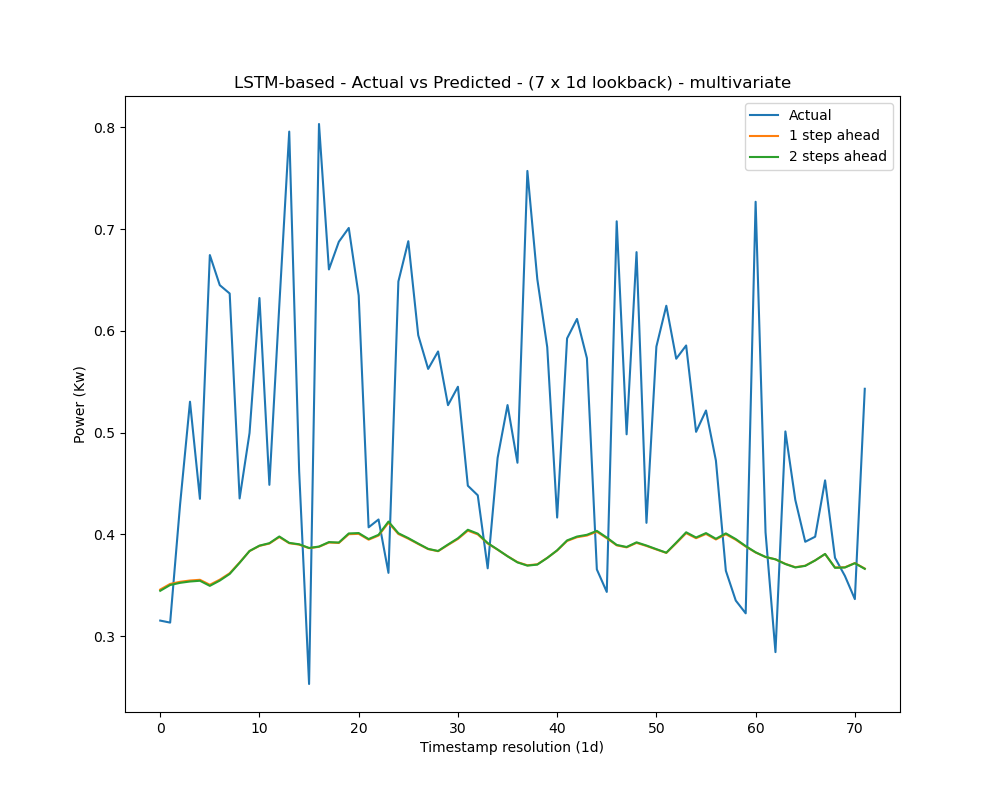 LSTM-based - Actual vs Predicted - (7 x 1d lookback) - multivariate
Actual
1 step ahead
2 steps ahead
0.8
0.7
0.6
0.5
0.4
0.3
Power (Kw)
0 10 20 30 40 50 60 70
Timestamp resolution (1d)